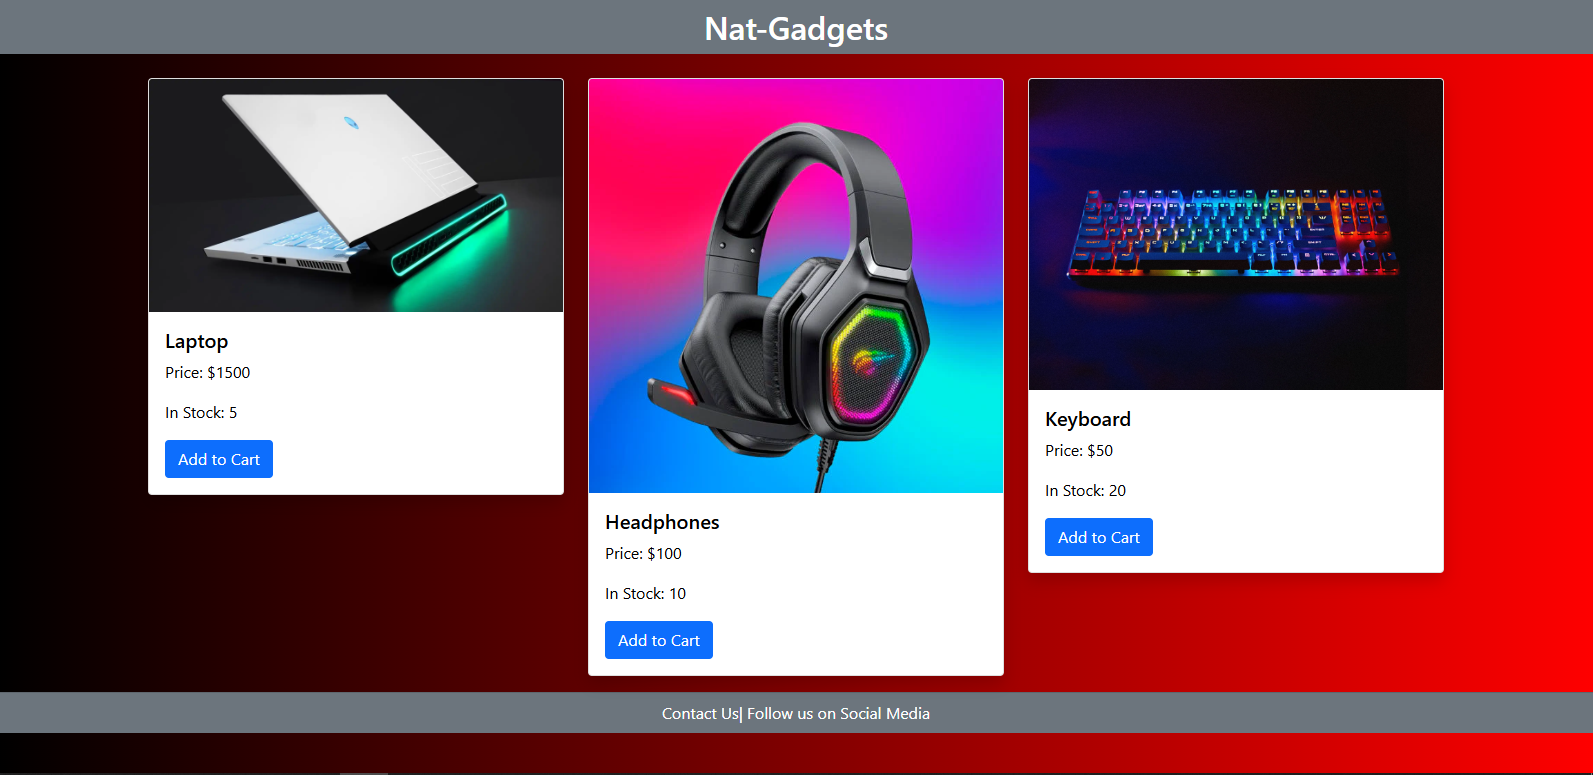 Nat-Gadgets
Laptop
Price: $1500
In Stock: 5
Add to Cart
Headphones
Price: $100
In Stock: 10
Add to Cart
Keyboard
Price: $50
In Stock: 20
Add to Cart
Contact Us| Follow us on Social Media